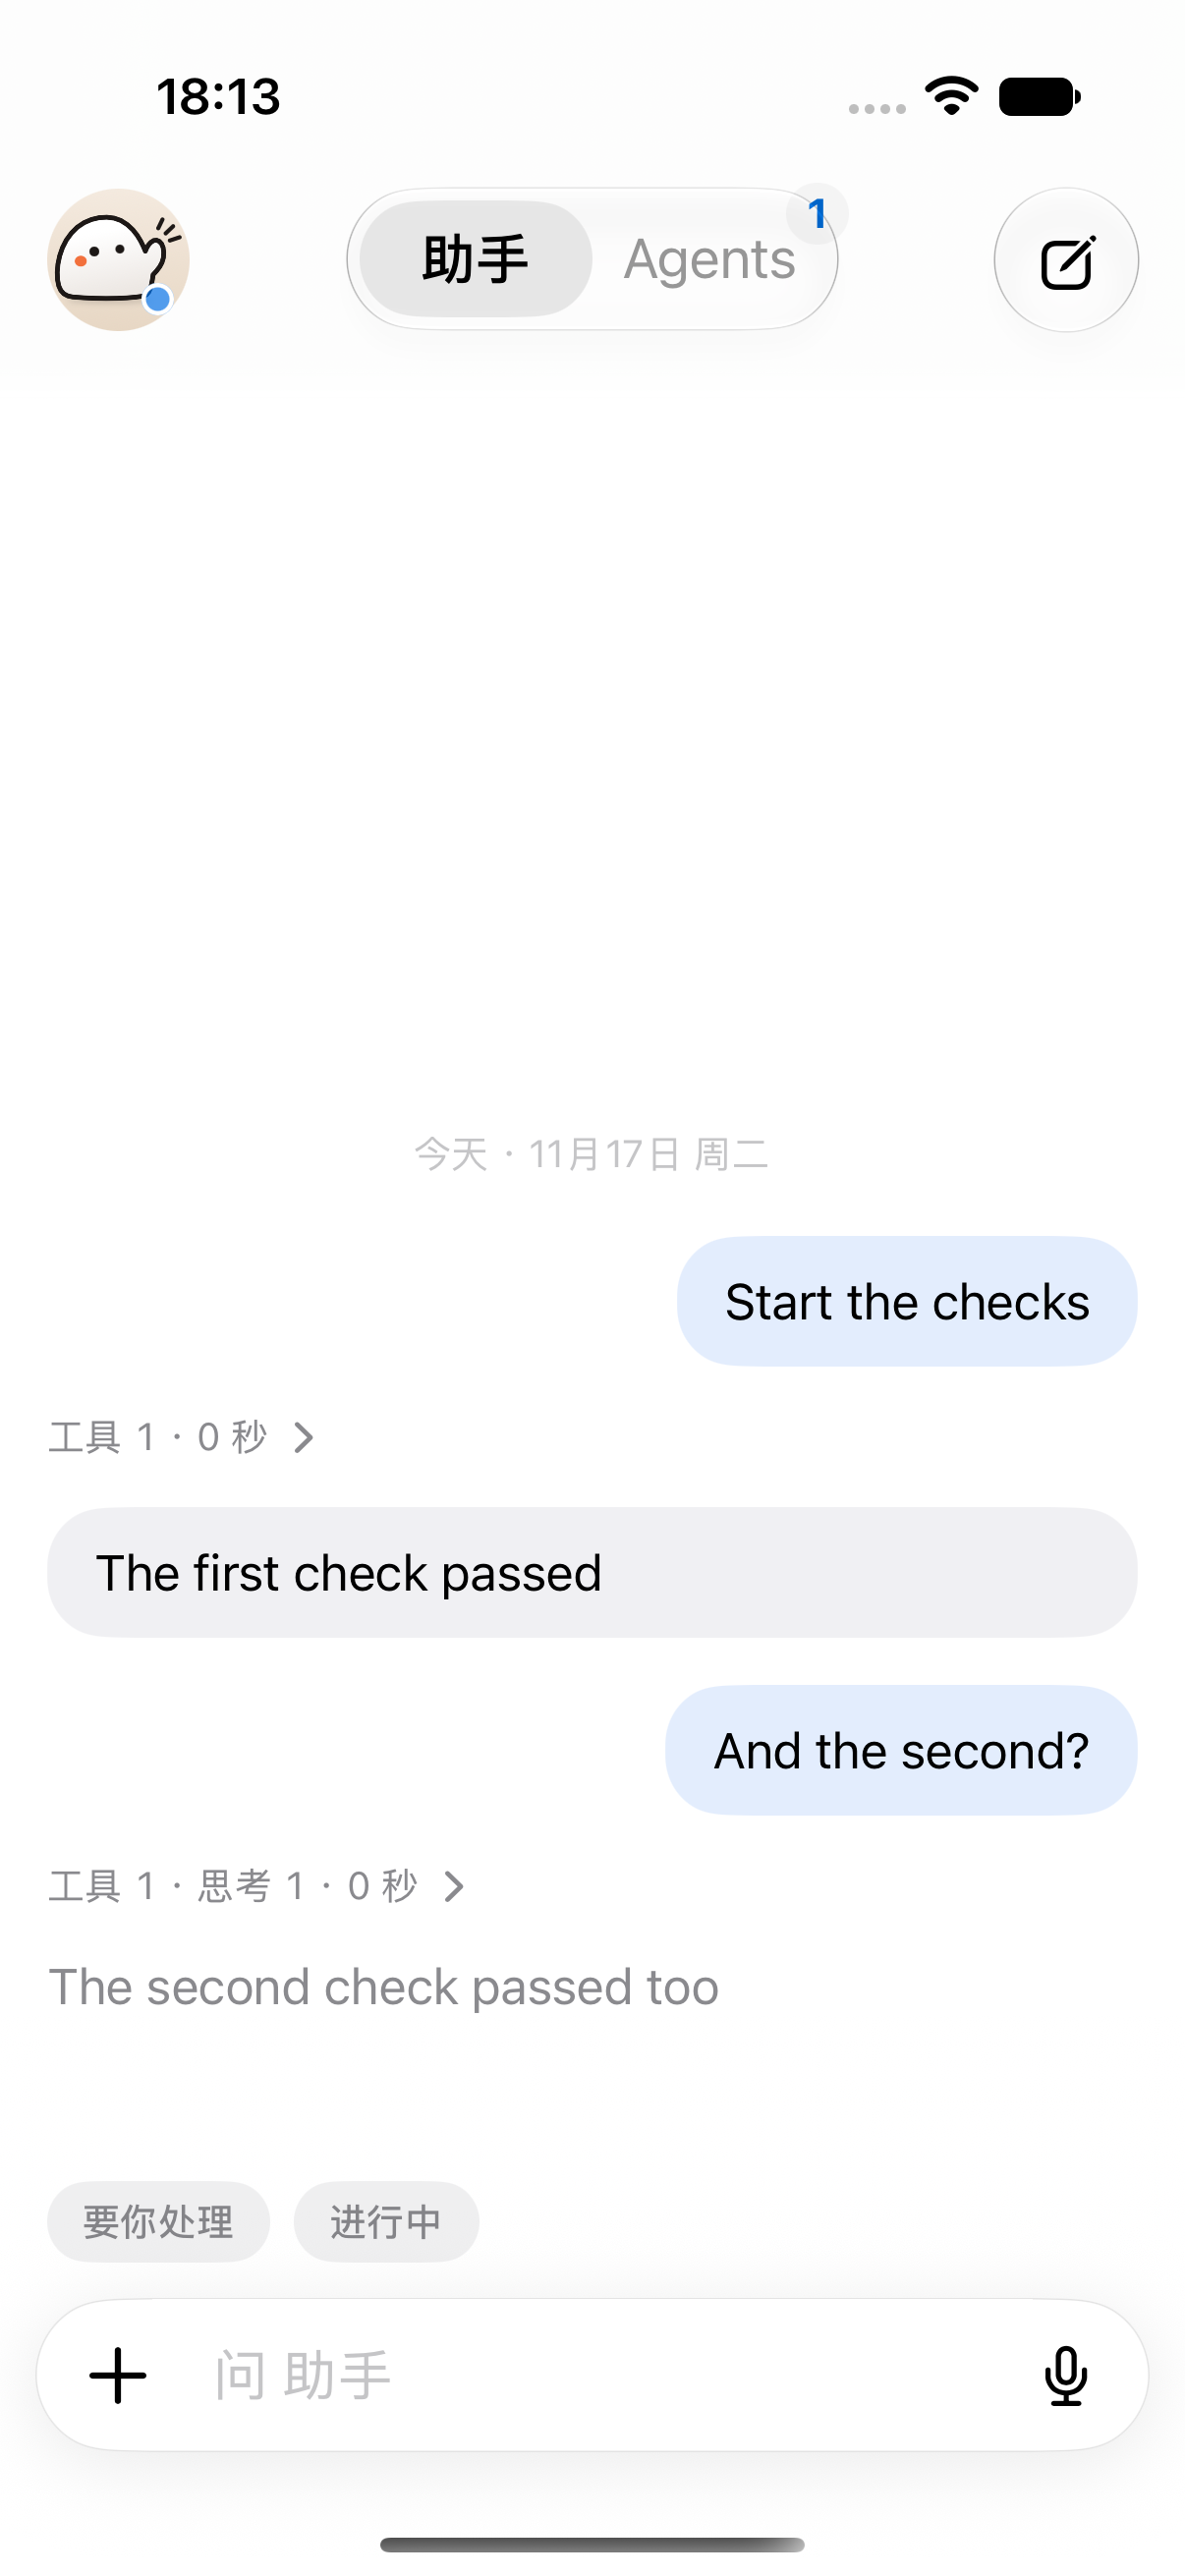 18:13
助手
Agents
1
今天 · 11月17日 周二
Start the checks
工具 1 · 0 秒
The first check passed
And the second?
工具 1 · 思考 1 · 0 秒
The second check passed too
要你处理
进行中
问 助手